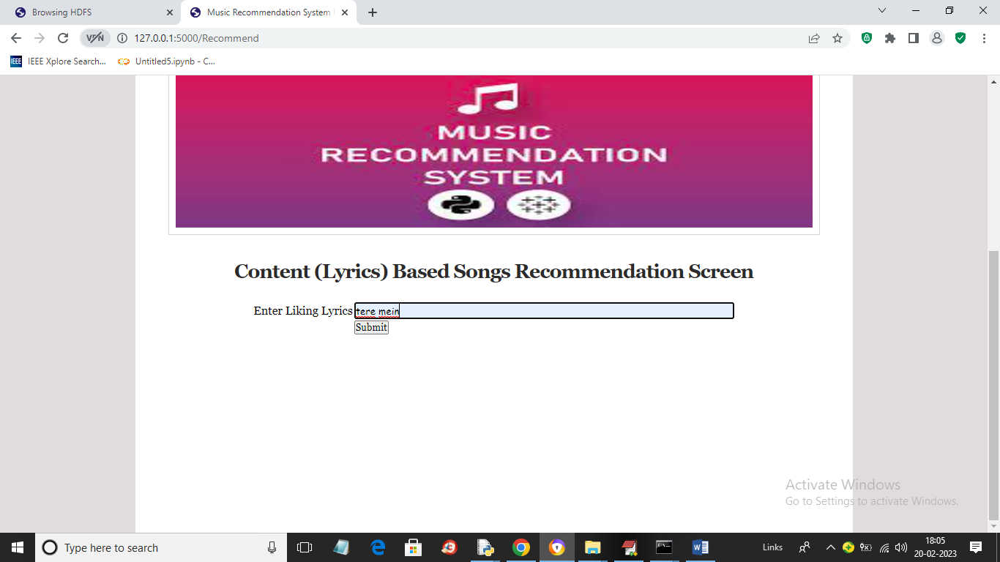 Browsing HDFS
Music Recommendation System
VPN
127.0.0.1:5000/Recommend
IEEE IEEE Xplore Search...
Untitled5.ipynb - C...
MUSIC
RECOMMENDATION
SYSTEM
Content (Lyrics) Based Songs Recommendation Screen
Enter Liking Lyrics tere mein
Submit
Activate Windows
Go to Settings to activate Windows.
Type here to search
Links
18:05
20-02-2023